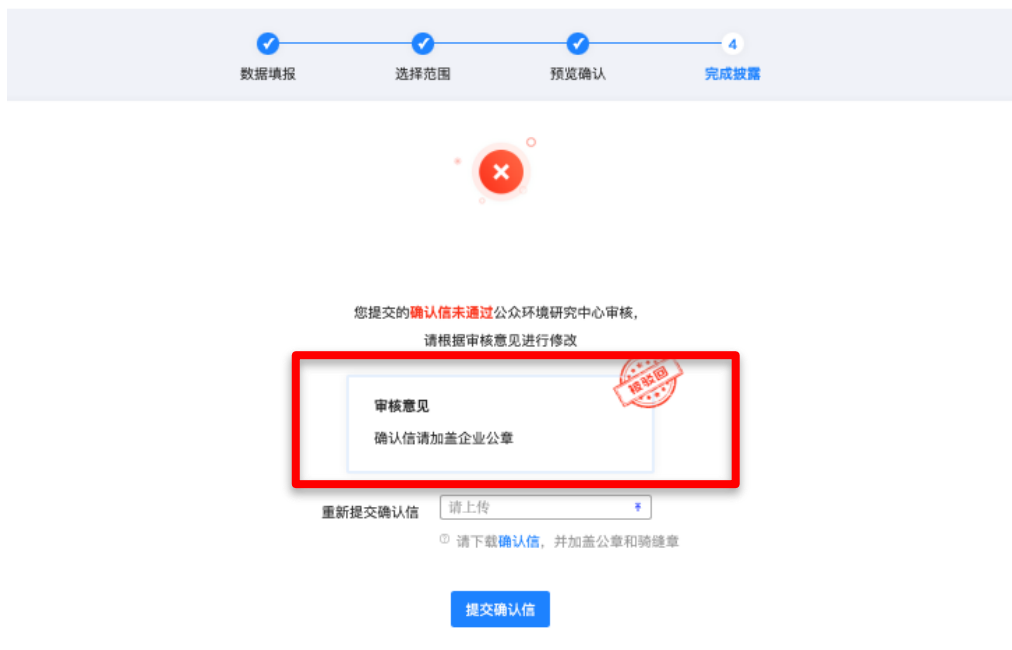 4
数据填报
选择范围
预览确认
完成披露
您提交的确认信未通过公众环境研究中心审核,
请根据审核意见进行修改
被驳回
审核意见
确认信请加盖企业公章
重新提交确认信
请上传
请下载确认信，并加盖公章和骑缝章
提交确认信